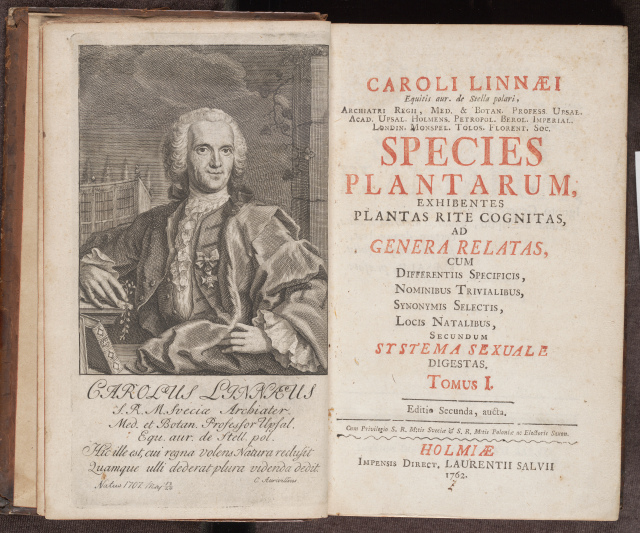 CAROLUS LINNÆUS
S. R. M. Sveciæ Archiater.
Med. et Botan. Professor Upsal.
Equ. aur. de Stell. pol.
Hic ille est, cui regna volens Natura reclusit
Quamque ulli dederat plura videnda dedit.
Natus 1707 May
CAROLI LINNÆI
Equitis aur. de Stella polari,
Archiatri Regii, Med. & Botan. Profess. Upsal.
Acad. Upsal. Holmens. Petropol. Berol. Imperial.
Londin. Monspel. Tolos. Florent. Soc.
SPECIES
PLANTARUM,
EXHIBENTES
PLANTAS RITE COGNITAS,
AD
GENERA RELATAS,
CUM
Differentiis Specificis,
Nominibus Trivialibus,
Synonymis Selectis,
Locis Natalibus,
Secundum
SYSTEMA SEXUALE
DIGESTAS.
Tomus I.
Editio Secunda, aucta.
Cum Privilegio S. R. Mtis Sveciæ & S. R. Mtis Poloniæ ac Electoris Saxon.
HOLMIÆ
Impensis Direct. LAURENTII SALVII
1762.